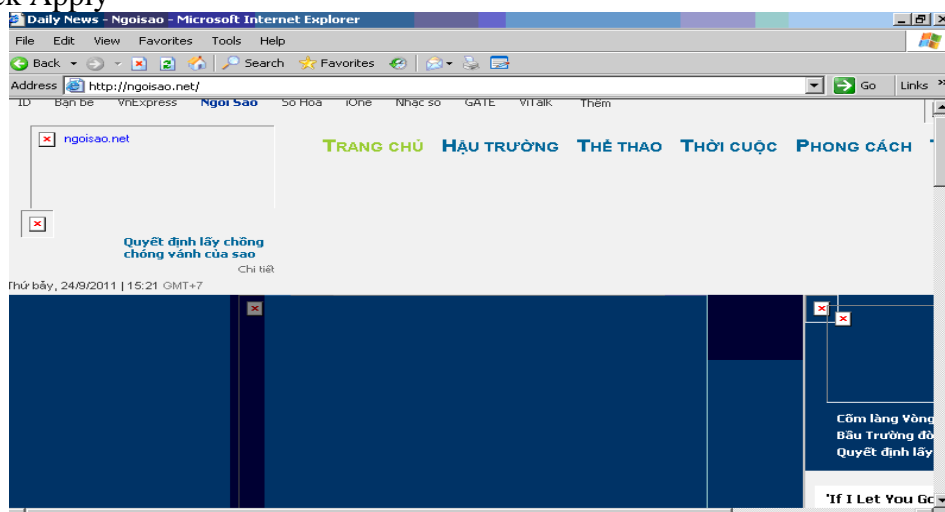 Apply
Daily News - Ngoisao - Microsoft Internet Explorer
File Edit View Favorites Tools Help
Back Search Favorites
Address http://ngoisao.net/ Go Links »
ID Bạn bè VnExpress Ngôi Sao Số Hóa iOne Nhạc số GATE ViTalk Thêm
ngoisao.net
TRANG CHỦ HẬU TRƯỜNG THỂ THAO THỜI CUỘC PHONG CÁCH
Quyết định lấy chồng
chóng vánh của sao
Chi tiết
Thứ bảy, 24/9/2011 | 15:21 GMT+7
Cốm làng Vòng
Bầu Trường đò
Quyết định lấy
'If I Let You Go